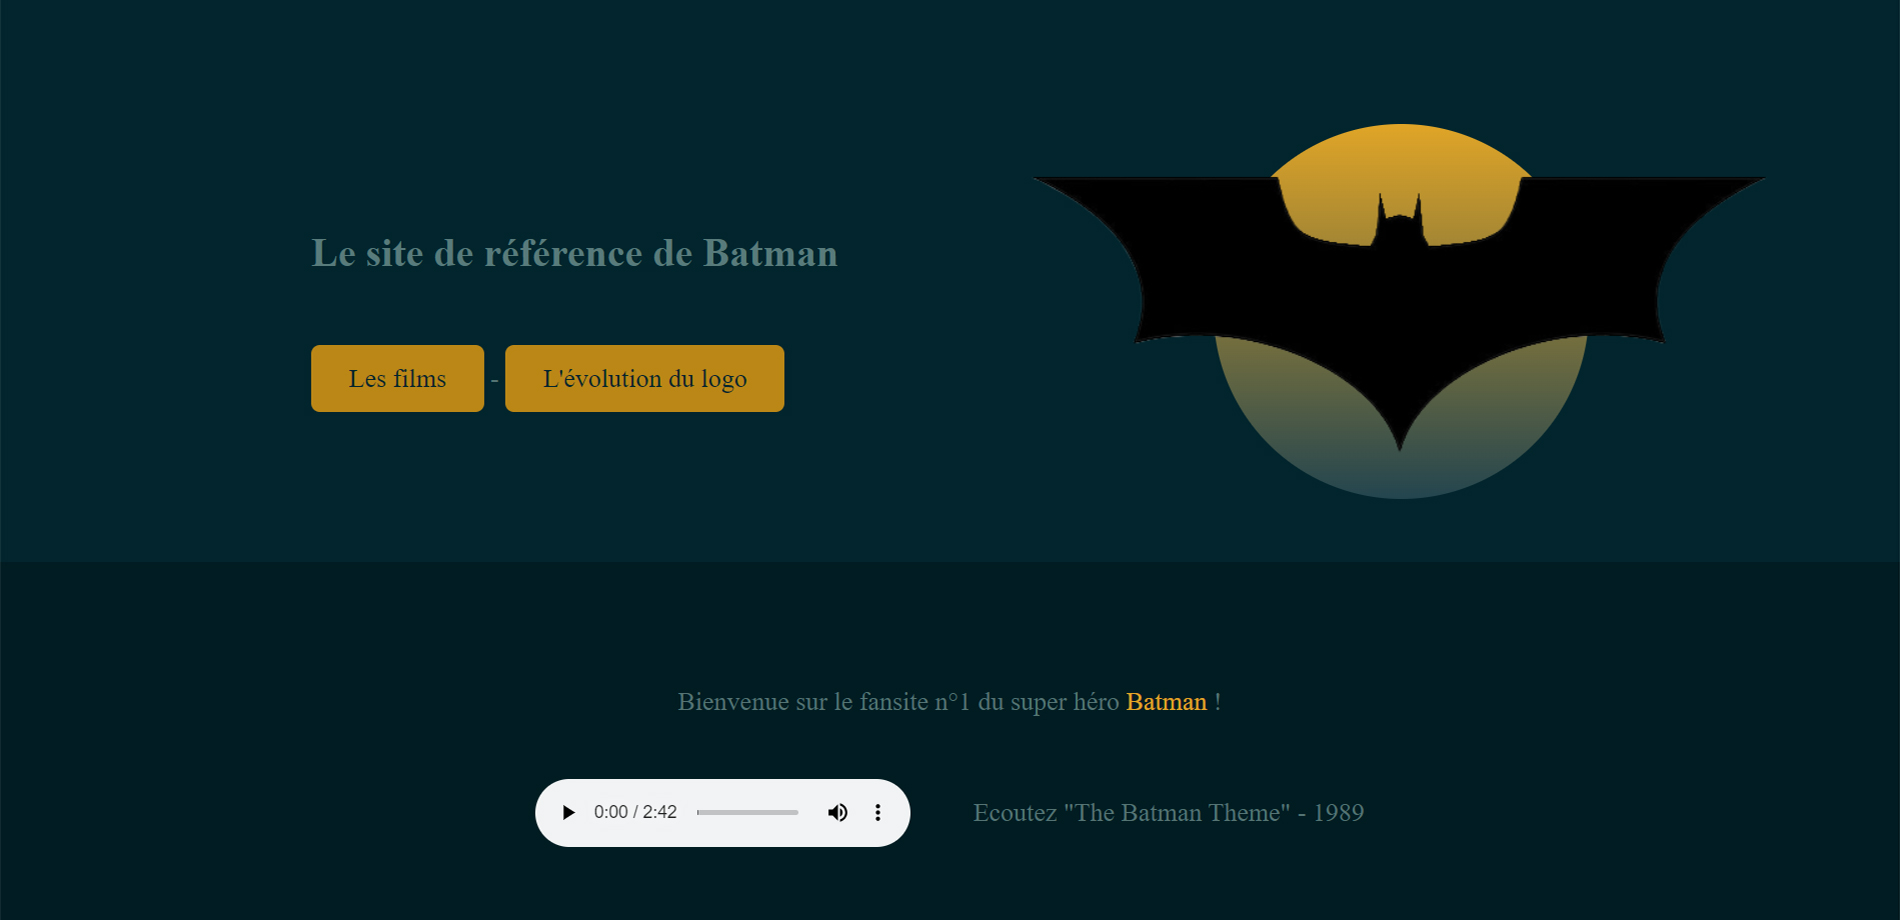 Le site de référence de Batman
Les films - L'évolution du logo
Bienvenue sur le fansite n°1 du super héro Batman !
0:00 / 2:42 Ecoutez "The Batman Theme" - 1989